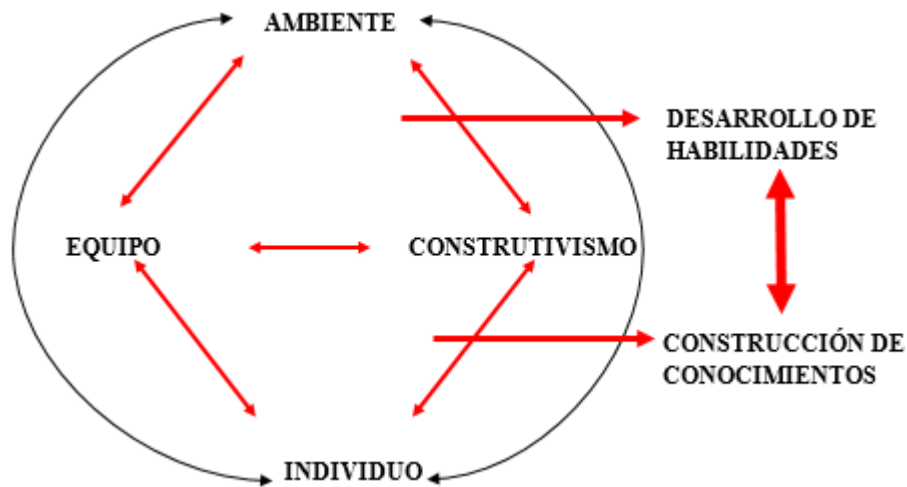 AMBIENTE
DESARROLLO DE
HABILIDADES
EQUIPO
CONSTRUTIVISMO
CONSTRUCCIÓN DE
CONOCIMIENTOS
INDIVIDUO